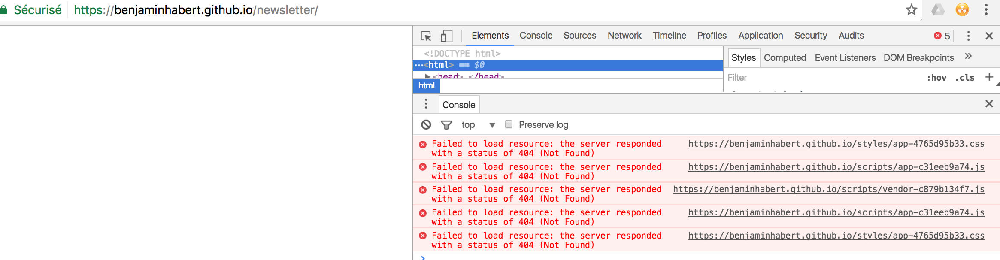 Sécurisé https://benjaminhabert.github.io/newsletter/
Elements Console Sources Network Timeline Profiles Application Security Audits 5
<!DOCTYPE html>
···<html> == $0
<head> </head>
html
Styles Computed Event Listeners DOM Breakpoints »
Filter :hov .cls +
Console
top ▼ Preserve log
Failed to load resource: the server responded https://benjaminhabert.github.io/styles/app-4765d95b33.css
with a status of 404 (Not Found)
Failed to load resource: the server responded https://benjaminhabert.github.io/scripts/app-c31eeb9a74.js
with a status of 404 (Not Found)
Failed to load resource: the server responded https://benjaminhabert.github.io/scripts/vendor-c879b134f7.js
with a status of 404 (Not Found)
Failed to load resource: the server responded https://benjaminhabert.github.io/scripts/app-c31eeb9a74.js
with a status of 404 (Not Found)
Failed to load resource: the server responded https://benjaminhabert.github.io/styles/app-4765d95b33.css
with a status of 404 (Not Found)